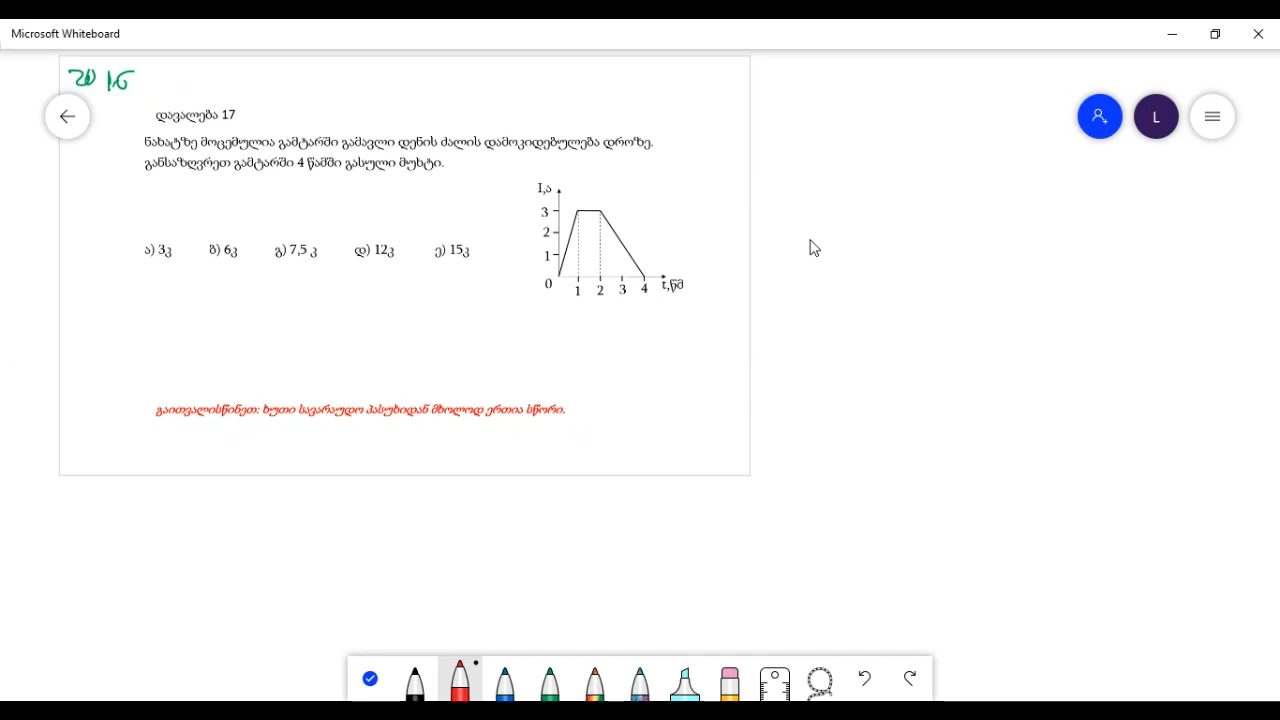 Microsoft Whiteboard
2016
L
დავალება 17
ნახატზე მოცემულია გამტარში გამავლი დენის ძალის დამოკიდებულება დროზე.
განსაზღვრეთ გამტარში 4 წამში გასული მუხტი.
I,ა
3
2
1
0
1 2 3 4 t,წმ
ა) 3კ ბ) 6კ გ) 7,5 კ დ) 12კ ე) 15კ
გაითვალისწინეთ: ხუთი სავარაუდო პასუხიდან მხოლოდ ერთია სწორი.